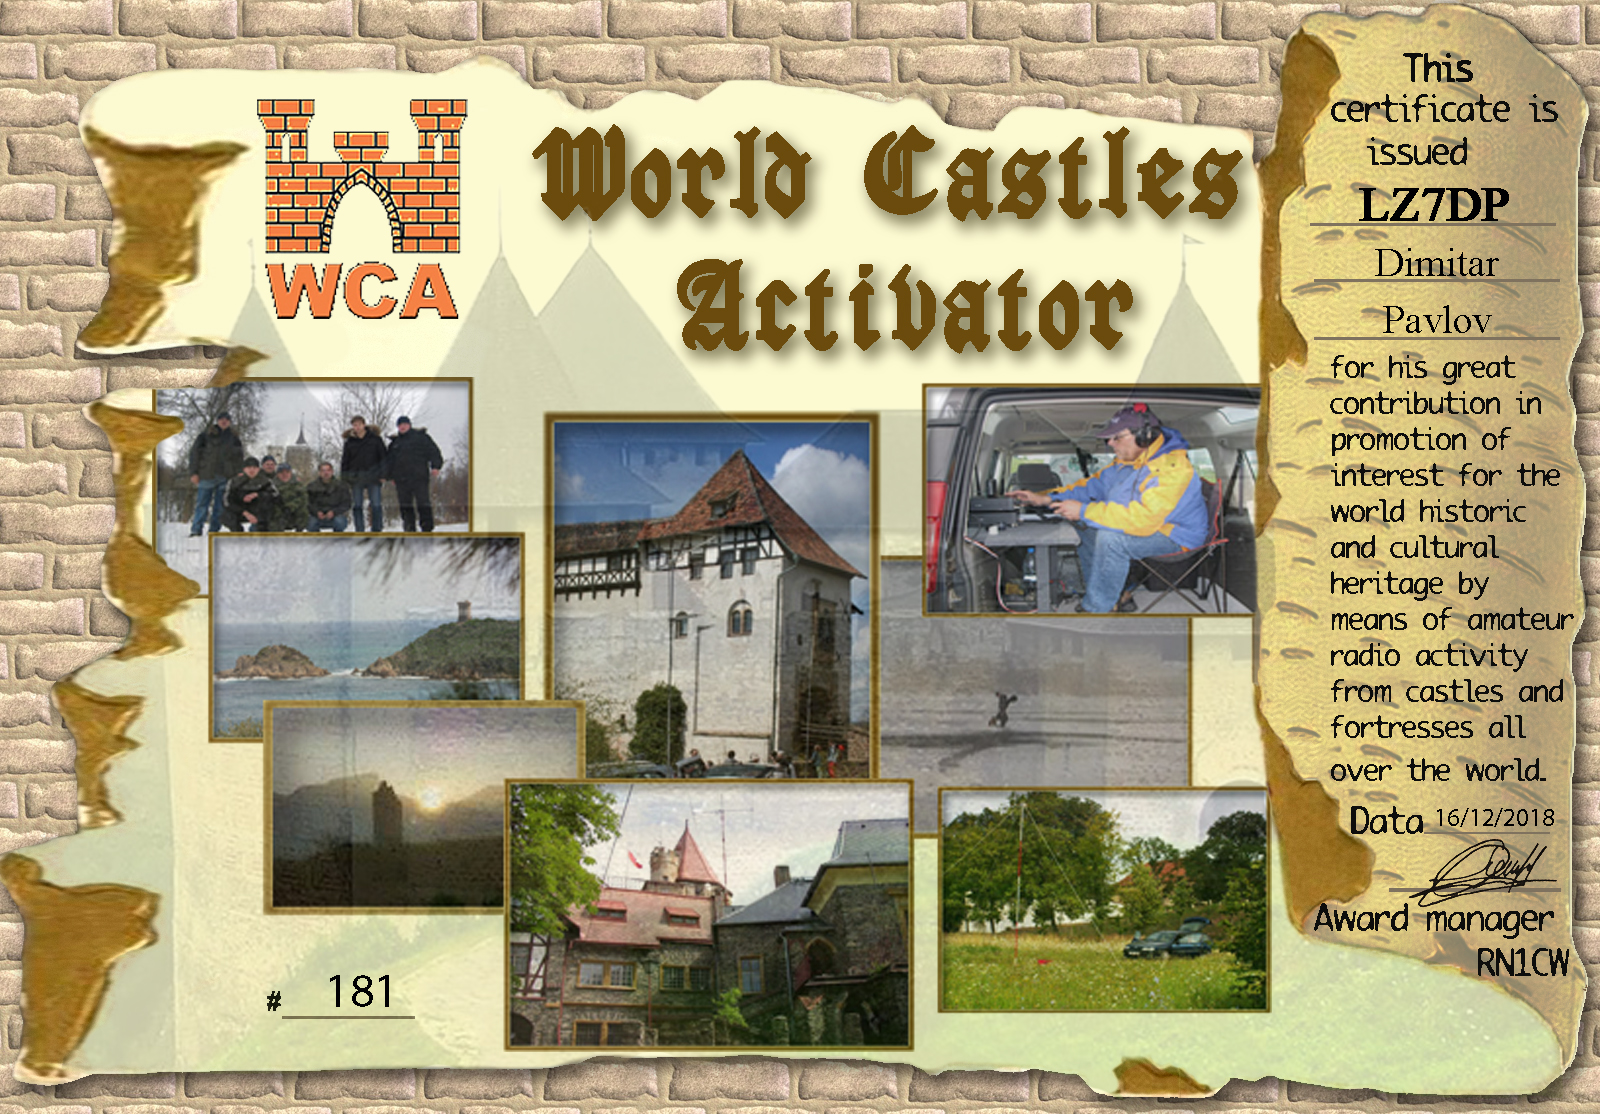 WCA
World Castles
Activator
This
certificate is
issued
LZ7DP
Dimitar
Pavlov
for his great
contribution in
promotion of
interest for the
world historic
and cultural
heritage by
means of amateur
radio activity
from castles and
fortresses all
over the world.
Data 16/12/2018
Award manager
RN1CW
# 181